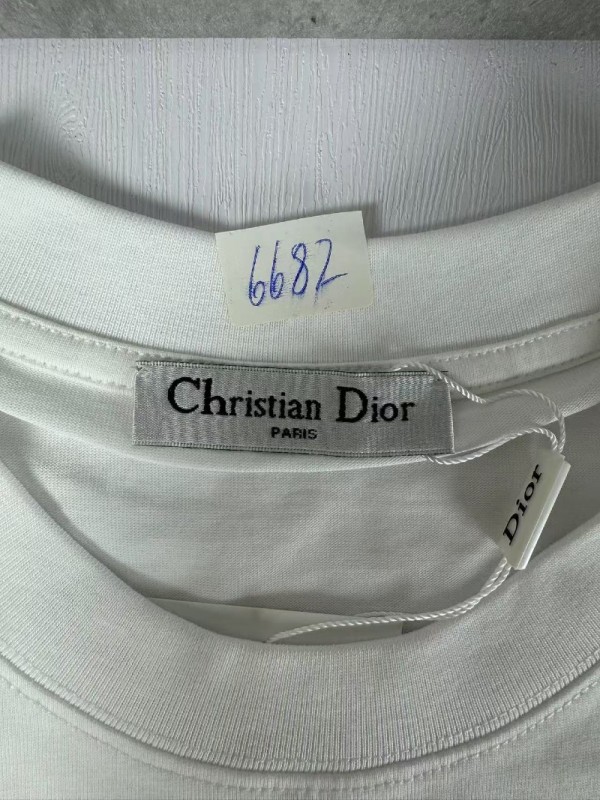 6682
Christian Dior
PARIS
Dior